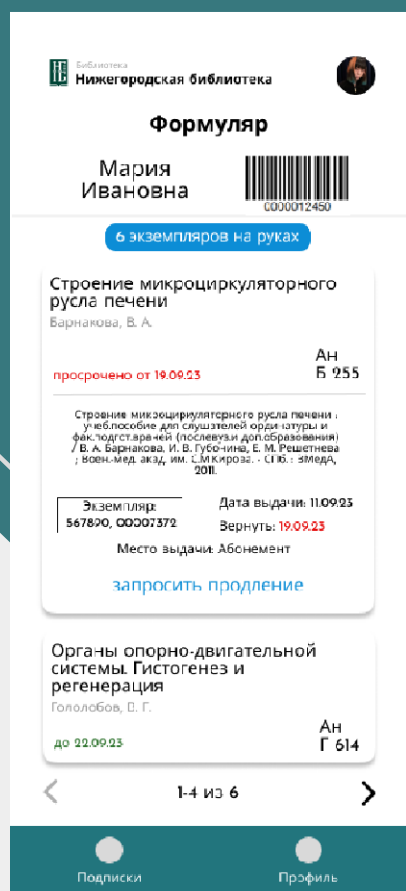 Библиотека
Нижегородская библиотека
Формуляр
Мария
Ивановна
0000012450
6 экземпляров на руках
Строение микроциркуляторного
русла печени
Барнакова, В. А.
Ан
Б 255
просрочено от 19.09.23
Строение микроциркуляторного русла печени :
учеб.пособие для слушателей ординатуры и
фак.подгот.врачей (послевуз.и доп.образования)
/ В. А. Барнакова, И. В. Губочкина, Е. М. Решетнева
; Воен.-мед. акад. им. С.М.Кирова. - СПб. : ВМедА,
2011.
Экземпляр:
567890, 00007372
Дата выдачи: 11.09.23
Вернуть: 19.09.23
Место выдачи: Абонемент
запросить продление
Органы опорно-двигательной
системы. Гистогенез и
регенерация
Гололобов, В. Г.
Ан
Г 614
до 22.09.23
1-4 из 6
Подписки
Профиль